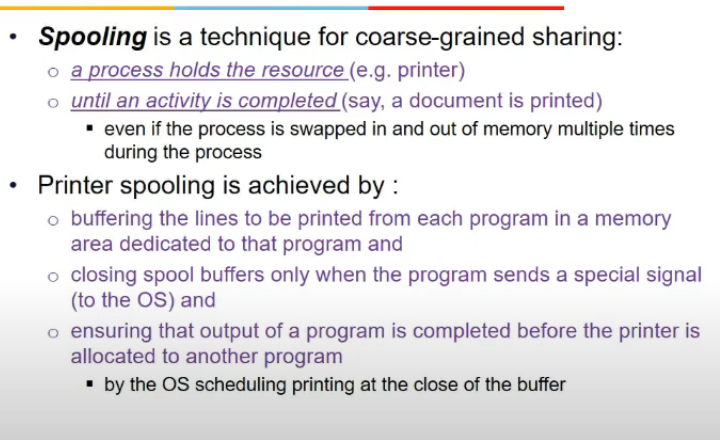 • Spooling is a technique for coarse-grained sharing:
o a process holds the resource (e.g. printer)
o until an activity is completed (say, a document is printed)
▪ even if the process is swapped in and out of memory multiple times
during the process
• Printer spooling is achieved by :
o buffering the lines to be printed from each program in a memory
area dedicated to that program and
o closing spool buffers only when the program sends a special signal
(to the OS) and
o ensuring that output of a program is completed before the printer is
allocated to another program
▪ by the OS scheduling printing at the close of the buffer